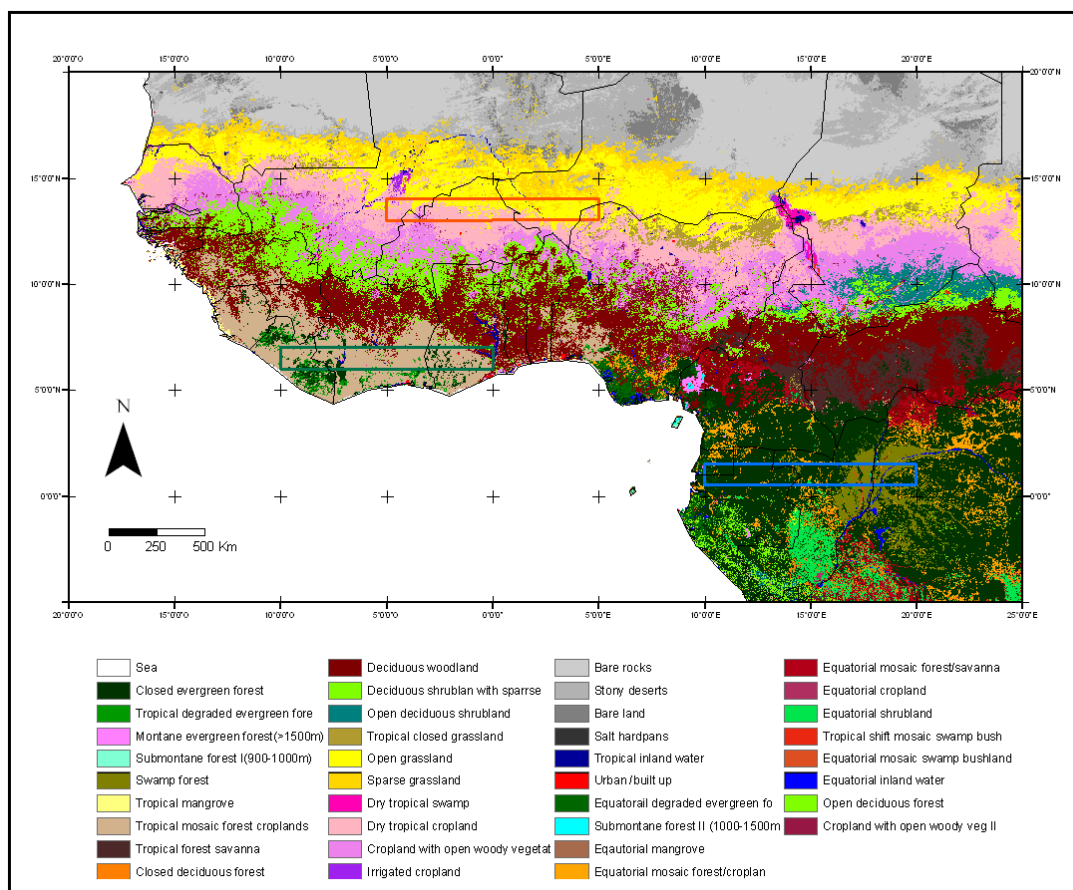 20°0'0"O 15°0'0"O 10°0'0"O 5°0'0"O 0°0'0" 5°0'0"E 10°0'0"E 15°0'0"E 20°0'0"E
20°0'0"N 20°0'0"N
15°0'0"N 15°0'0"N
10°0'0"N 10°0'0"N
5°0'0"N 5°0'0"N
N
0°0'0" 0°0'0"
0 250 500 Km
20°0'0"O 15°0'0"O 10°0'0"O 5°0'0"O 0°0'0" 5°0'0"E 10°0'0"E 15°0'0"E 20°0'0"E 25°0'0"E
Sea Deciduous woodland Bare rocks Equatorial mosaic forest/savanna
Closed evergreen forest Deciduous shrublan with sparrse Stony deserts Equatorial cropland
Tropical degraded evergreen fore Open deciduous shrubland Bare land Equatorial shrubland
Montane evergreen forest(>1500m) Tropical closed grassland Salt hardpans Tropical shift mosaic swamp bush
Submontane forest I(900-1000m) Open grassland Tropical inland water Equatorial mosaic swamp bushland
Swamp forest Sparse grassland Urban /built up Equatorial inland water
Tropical mangrove Dry tropical swamp Equatorail degraded evergreen fo Open deciduous forest
Tropical mosaic forest croplands Dry tropical cropland Submontane forest II (1000-1500m Cropland with open woody veg II
Tropical forest savanna Cropland with open woody vegetat Eqautorial mangrove
Closed deciduous forest Irrigated cropland Equatorial mosaic forest/croplan